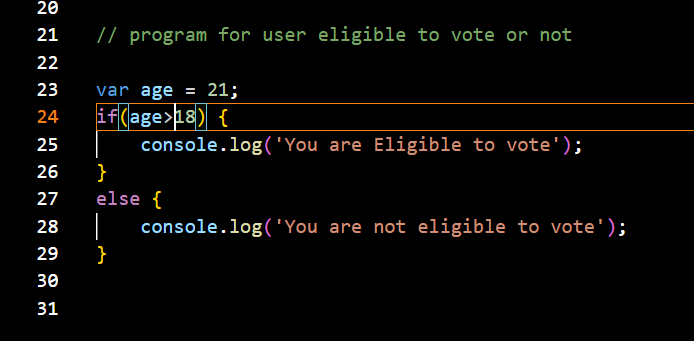 20
21 // program for user eligible to vote or not
22
23 var age = 21;
24 if(age>18) {
25     console.log('You are Eligible to vote');
26 }
27 else {
28     console.log('You are not eligible to vote');
29 }
30
31